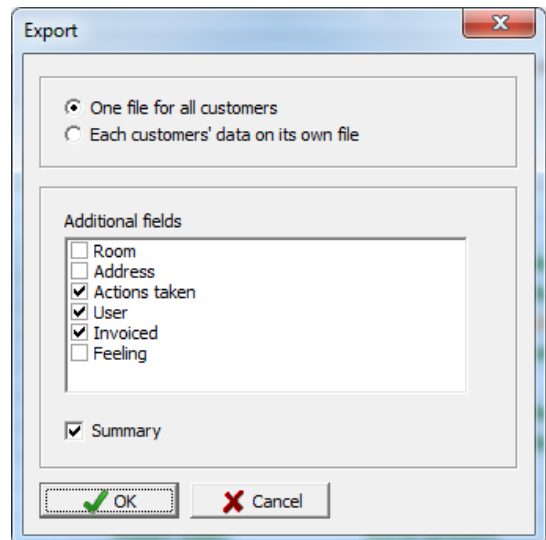 Export
One file for all customers
Each customers' data on its own file
Additional fields
Room
Address
Actions taken
User
Invoiced
Feeling
Summary
OK
Cancel